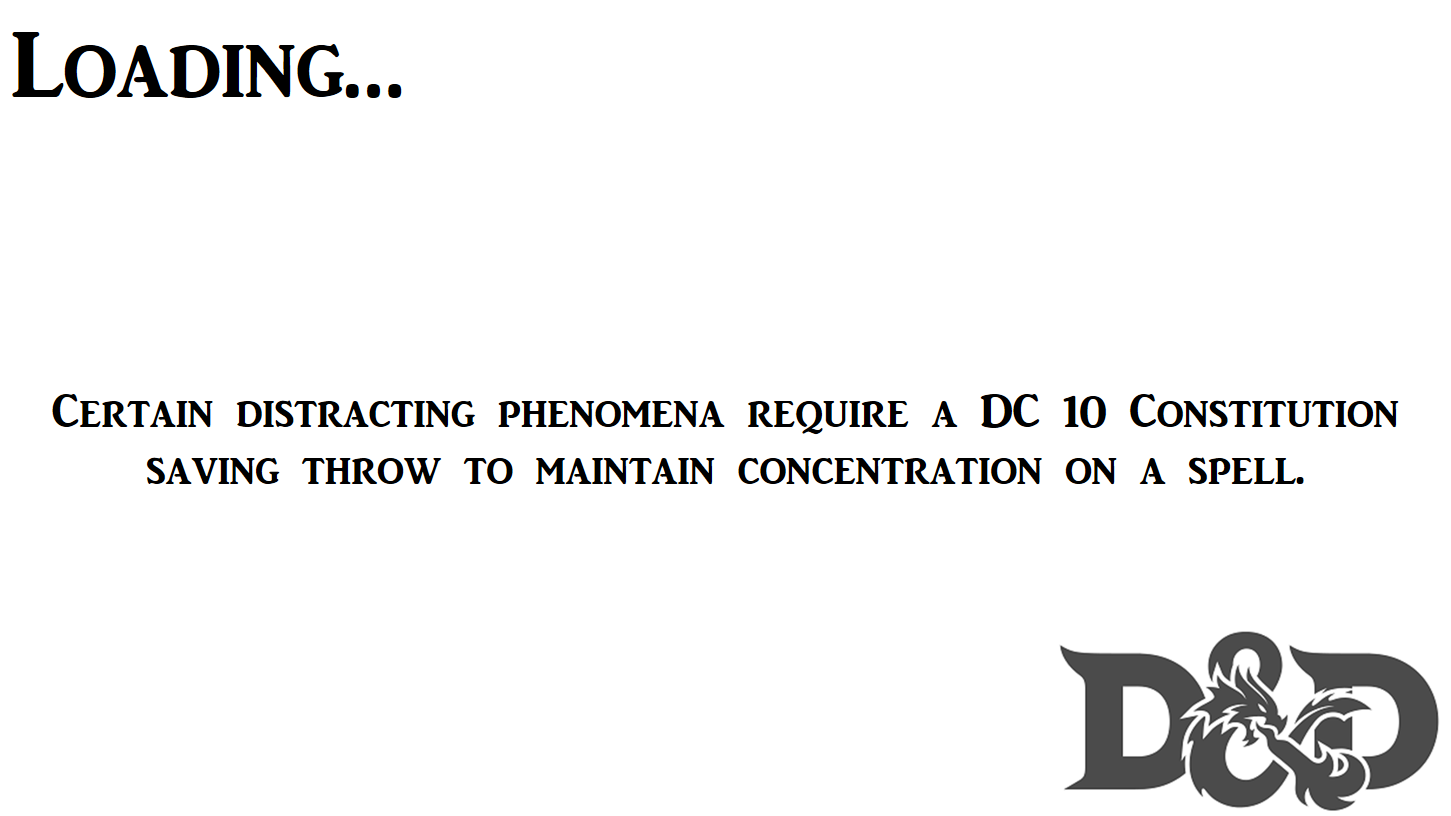 Loading...
Certain distracting phenomena require a DC 10 Constitution
saving throw to maintain concentration on a spell.
D&D